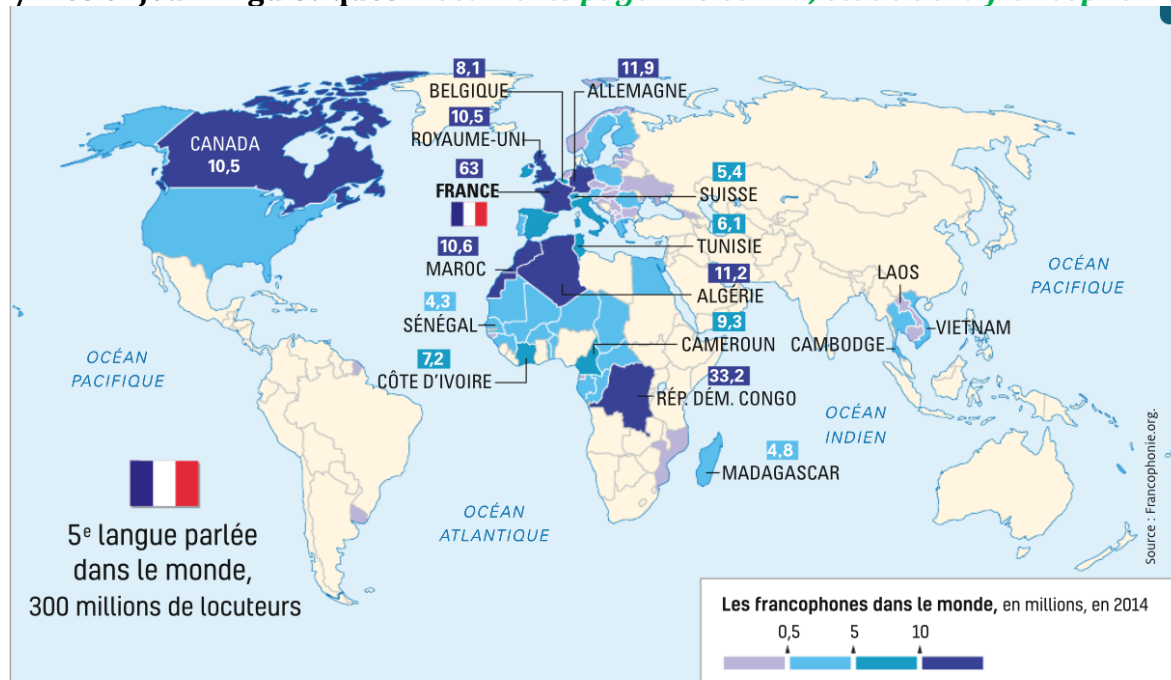 8,1
BELGIQUE
11,9
ALLEMAGNE
10,5
ROYAUME-UNI
CANADA
10,5
63
FRANCE
5,4
SUISSE
6,1
TUNISIE
10,6
MAROC
11,2
ALGÉRIE
LAOS
OCÉAN
PACIFIQUE
4,3
SÉNÉGAL
9,3
CAMEROUN
CAMBODGE
VIETNAM
OCÉAN
PACIFIQUE
7,2
CÔTE D'IVOIRE
33,2
RÉP. DÉM. CONGO
OCÉAN
INDIEN
4,8
MADAGASCAR
OCÉAN
ATLANTIQUE
5e langue parlée
dans le monde,
300 millions de locuteurs
Source : Francophonie.org.
Les francophones dans le monde, en millions, en 2014
0,5 5 10